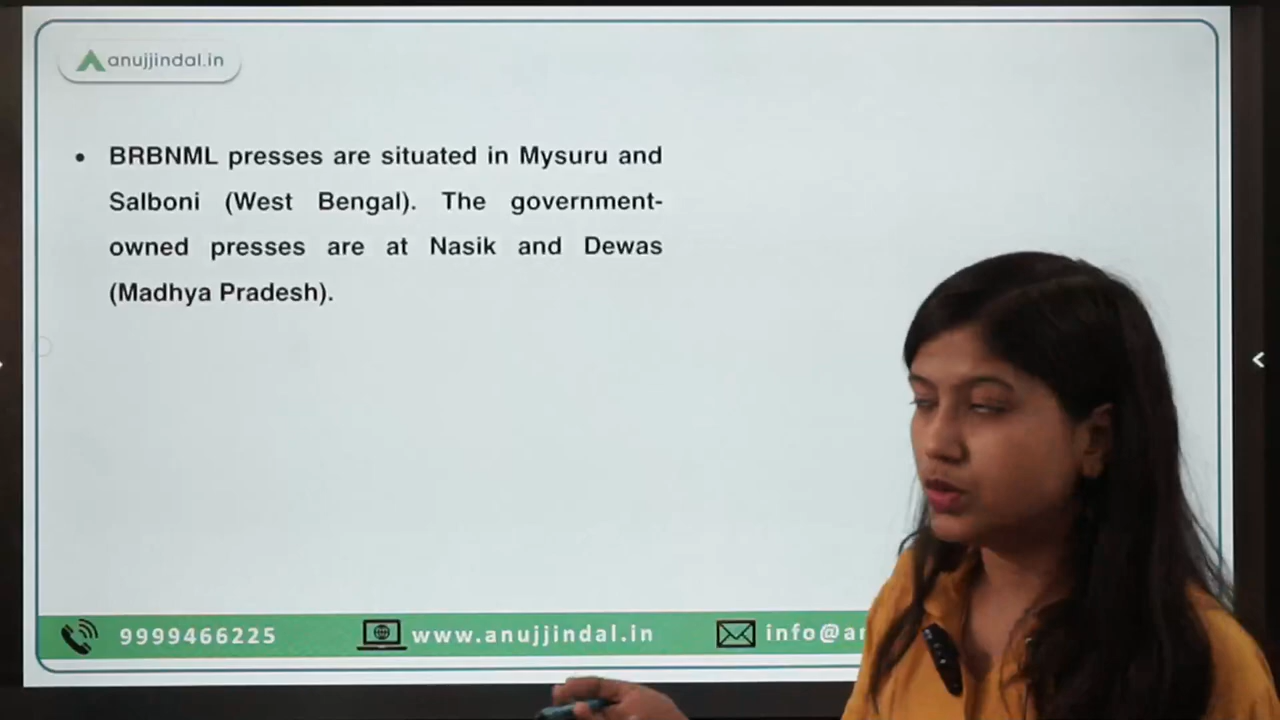 anujjindal.in
• BRBNML presses are situated in Mysuru and
Salboni (West Bengal). The government-
owned presses are at Nasik and Dewas
(Madhya Pradesh).
9999466225 www.anujjindal.in